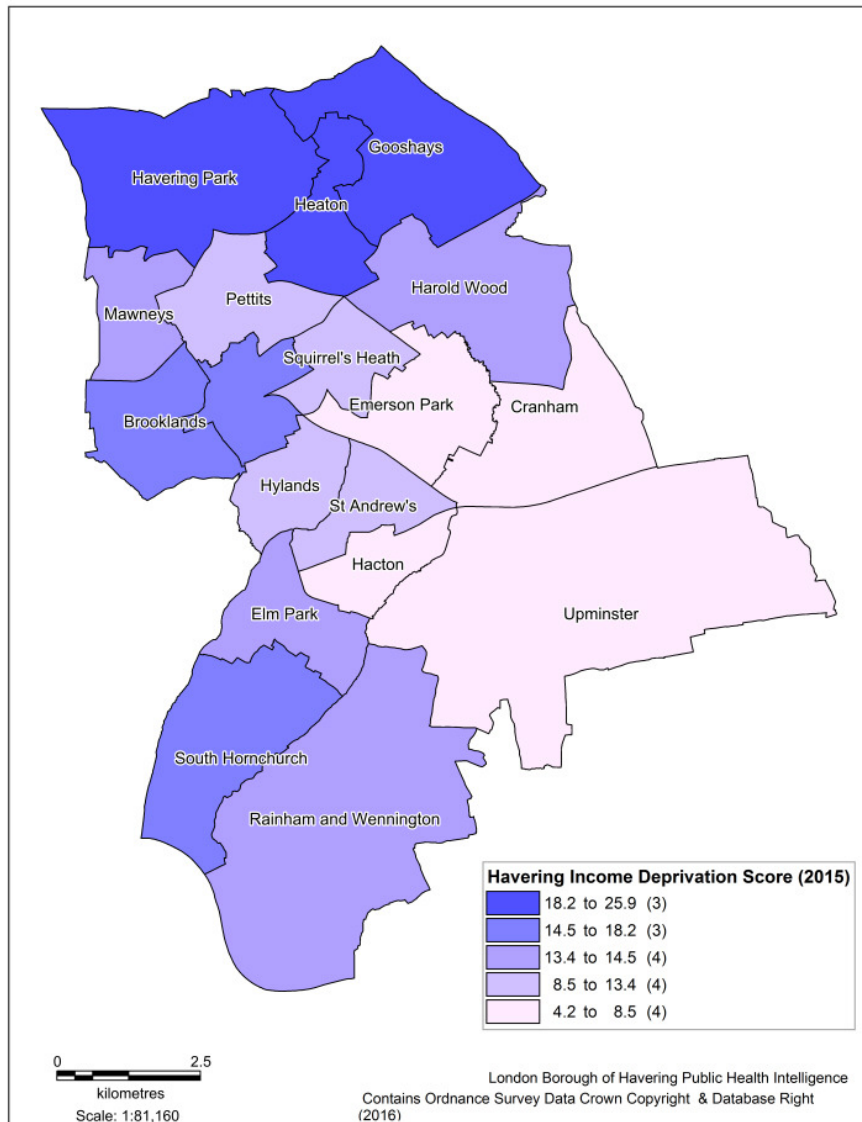 Gooshays
Havering Park
Heaton
Harold Wood
Pettits
Mawneys
Squirrel's Heath
Emerson Park
Cranham
Brooklands
Hylands
St Andrew's
Hacton
Elm Park
Upminster
South Hornchurch
Rainham and Wennington
Havering Income Deprivation Score (2015)
18.2 to 25.9 (3)
14.5 to 18.2 (3)
13.4 to 14.5 (4)
8.5 to 13.4 (4)
4.2 to 8.5 (4)
0 2.5
kilometres
Scale: 1:81,160
London Borough of Havering Public Health Intelligence
Contains Ordnance Survey Data Crown Copyright & Database Right
(2016)